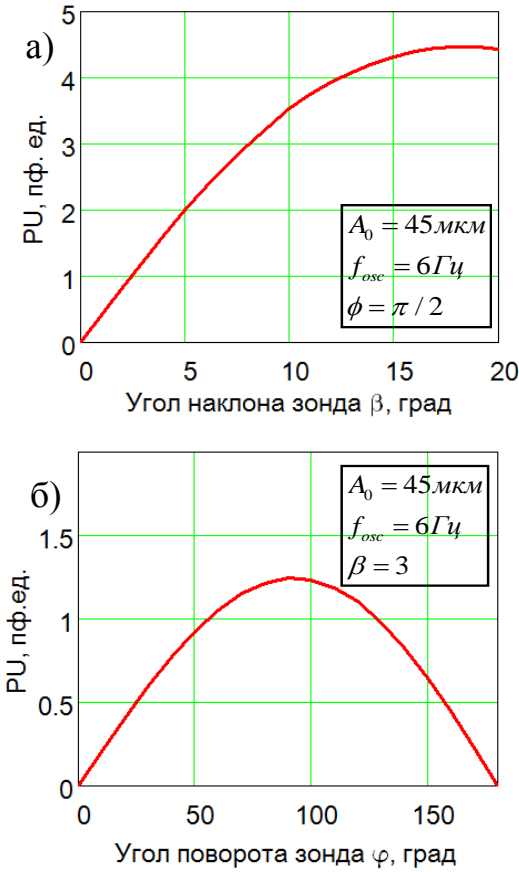 а)
PU, пф. ед.
5
4
3
2
1
0
A₀ = 45мкм
f_osc = 6Гц
ϕ = π / 2
0 5 10 15 20
Угол наклона зонда β, град
б)
PU, пф.ед.
1.5
1
0.5
0
A₀ = 45мкм
f_osc = 6Гц
β = 3
0 50 100 150
Угол поворота зонда φ, град